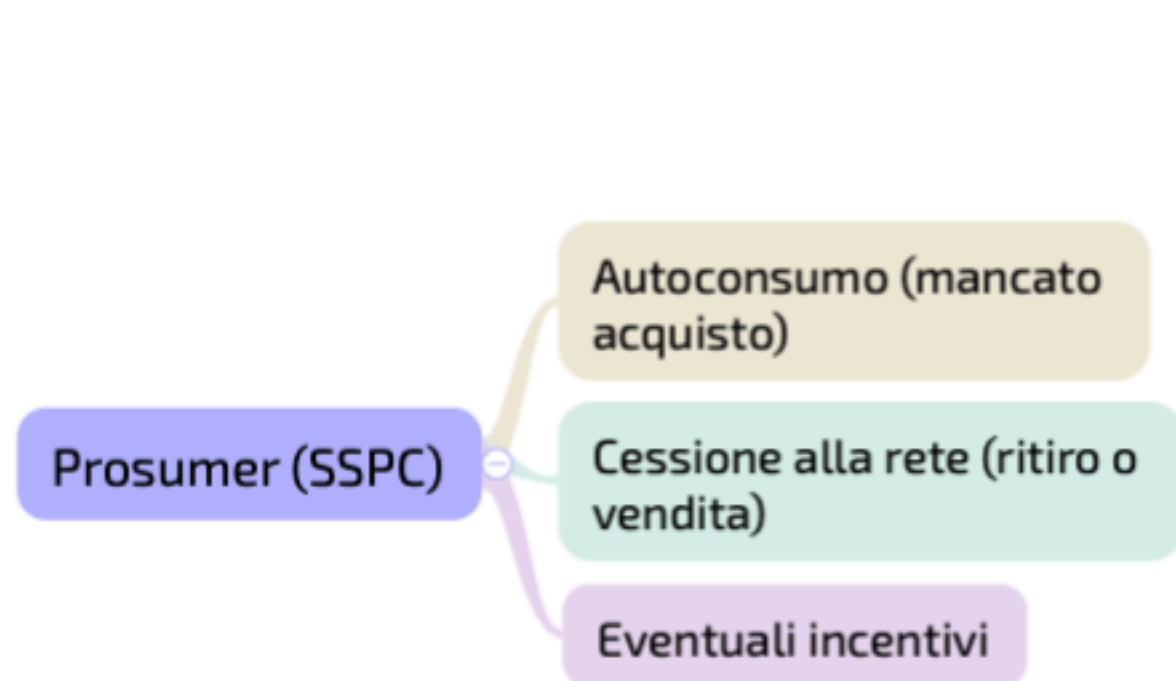 Autoconsumo (mancato
acquisto)
Prosumer (SSPC)
Cessione alla rete (ritiro o
vendita)
Eventuali incentivi